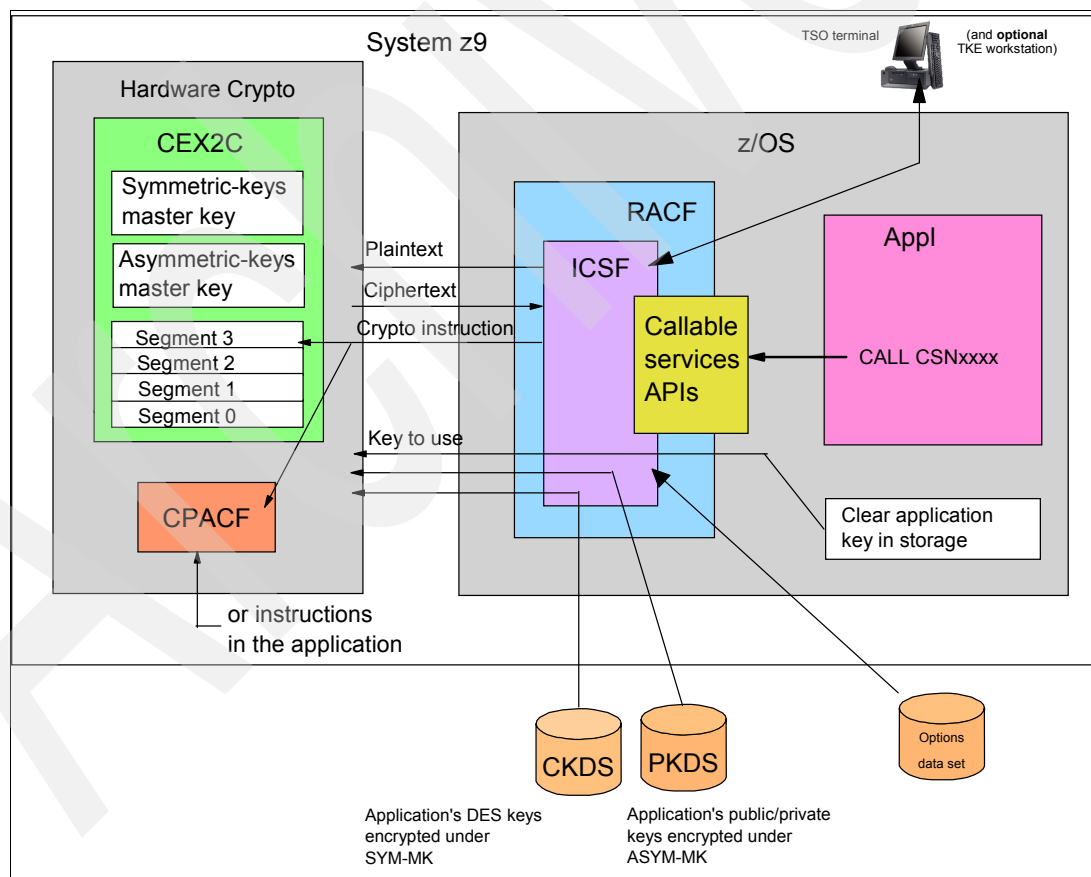 System z9
TSO terminal
(and optional
TKE workstation)
Hardware Crypto
CEX2C
Symmetric-keys
master key
Asymmetric-keys
master key
Segment 3
Segment 2
Segment 1
Segment 0
CPACF
or instructions
in the application
Plaintext
Ciphertext
Crypto instruction
Key to use
z/OS
RACF
ICSF
Callable
services
APIs
Appl
CALL CSNxxxx
Clear application
key in storage
CKDS
PKDS
Options
data set
Application's DES keys
encrypted under
SYM-MK
Application's public/private
keys encrypted under
ASYM-MK